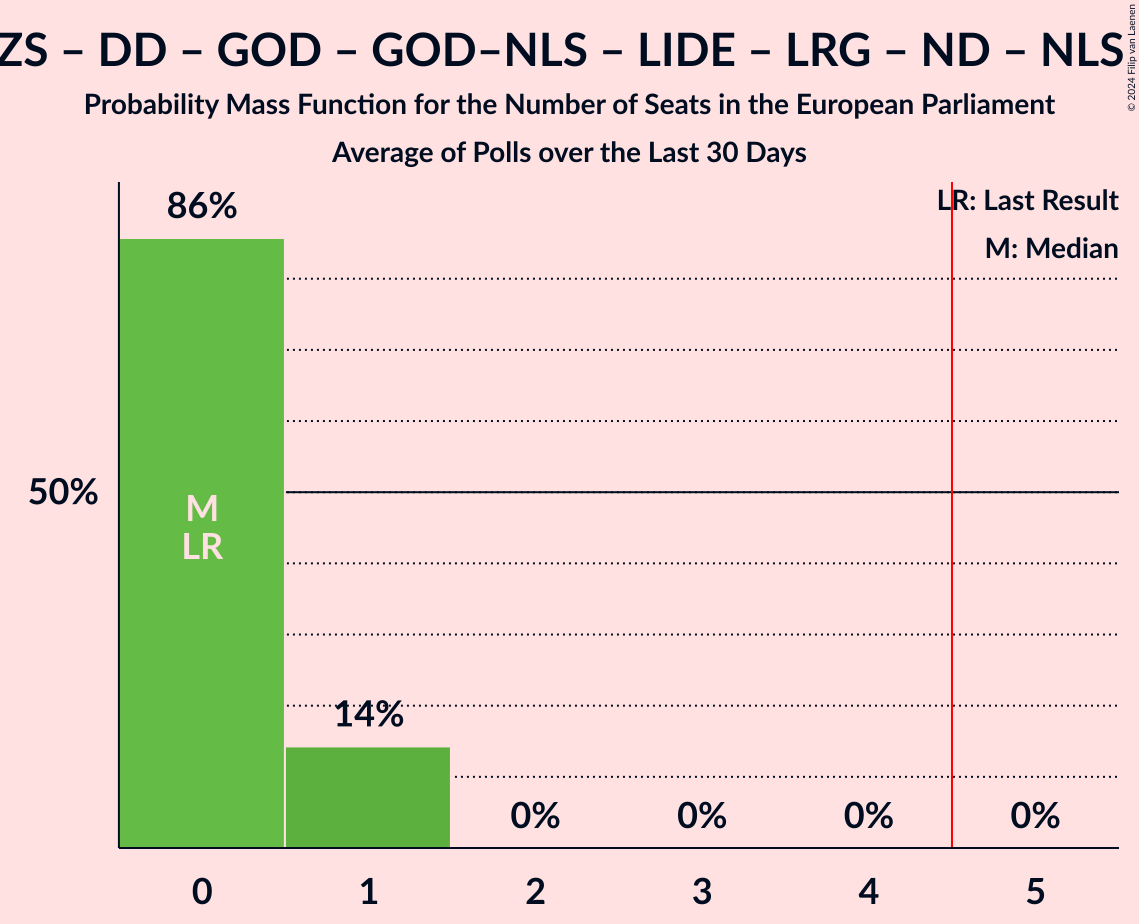 ZS – DD – GOD – GOD–NLS – LIDE – LRG – ND – NLS
Probability Mass Function for the Number of Seats in the European Parliament
Average of Polls over the Last 30 Days
© 2024 Filip van Laenen
LR: Last Result
M: Median
86%
50%
M
LR
14%
0% 0% 0% 0%
0 1 2 3 4 5